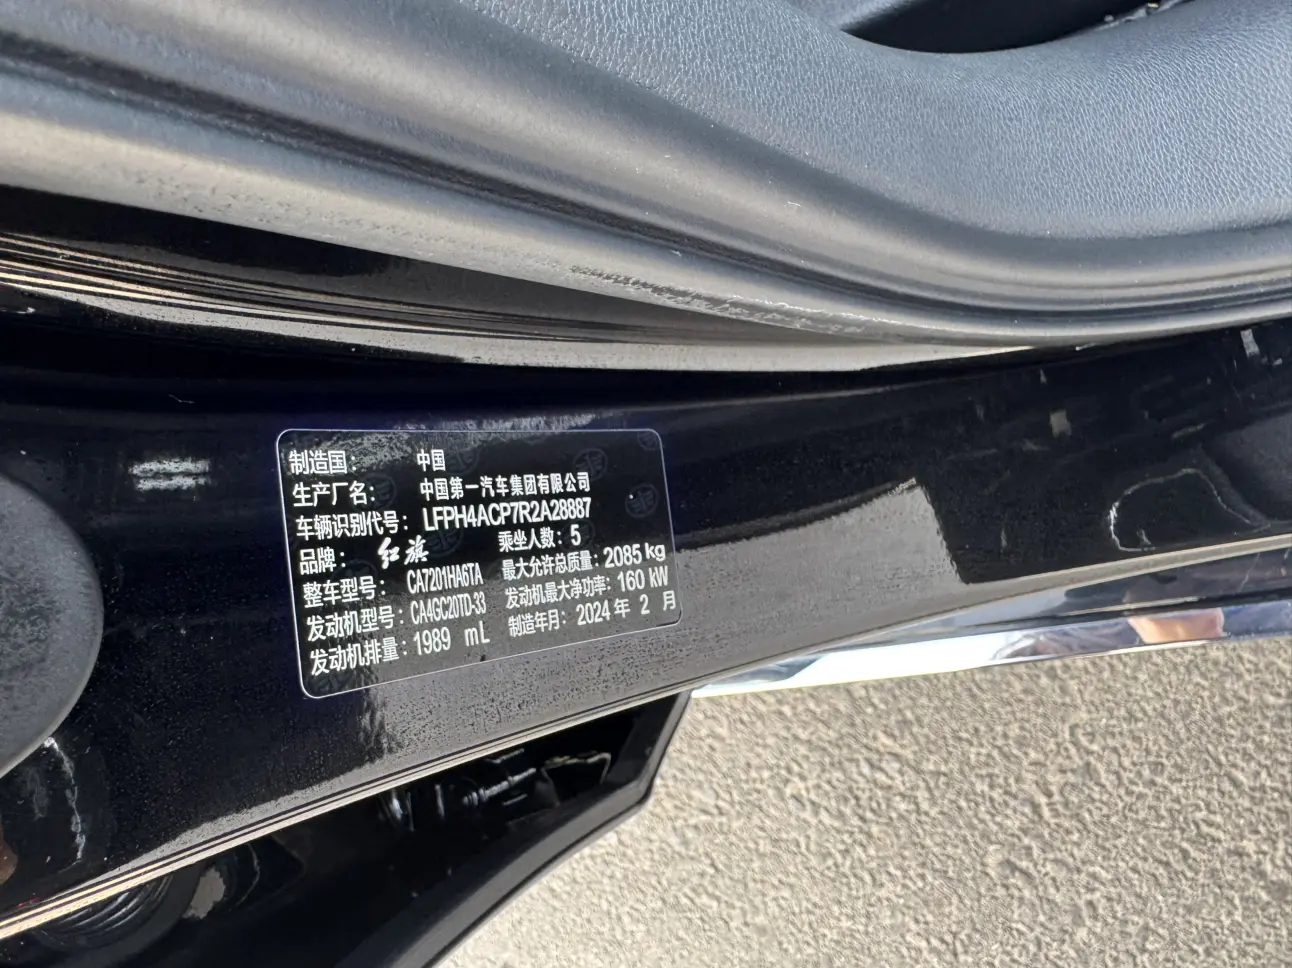 制造国： 中国
生产厂名： 中国第一汽车集团有限公司
车辆识别代号： LFPH4ACP7R2A28887
品牌： 红旗 乘坐人数： 5
整车型号： CA7201HA6TA 最大允许总质量： 2085 kg
发动机型号： CA4GC20TD-33 发动机最大净功率： 160 kW
发动机排量： 1989 mL 制造年月： 2024 年 2 月